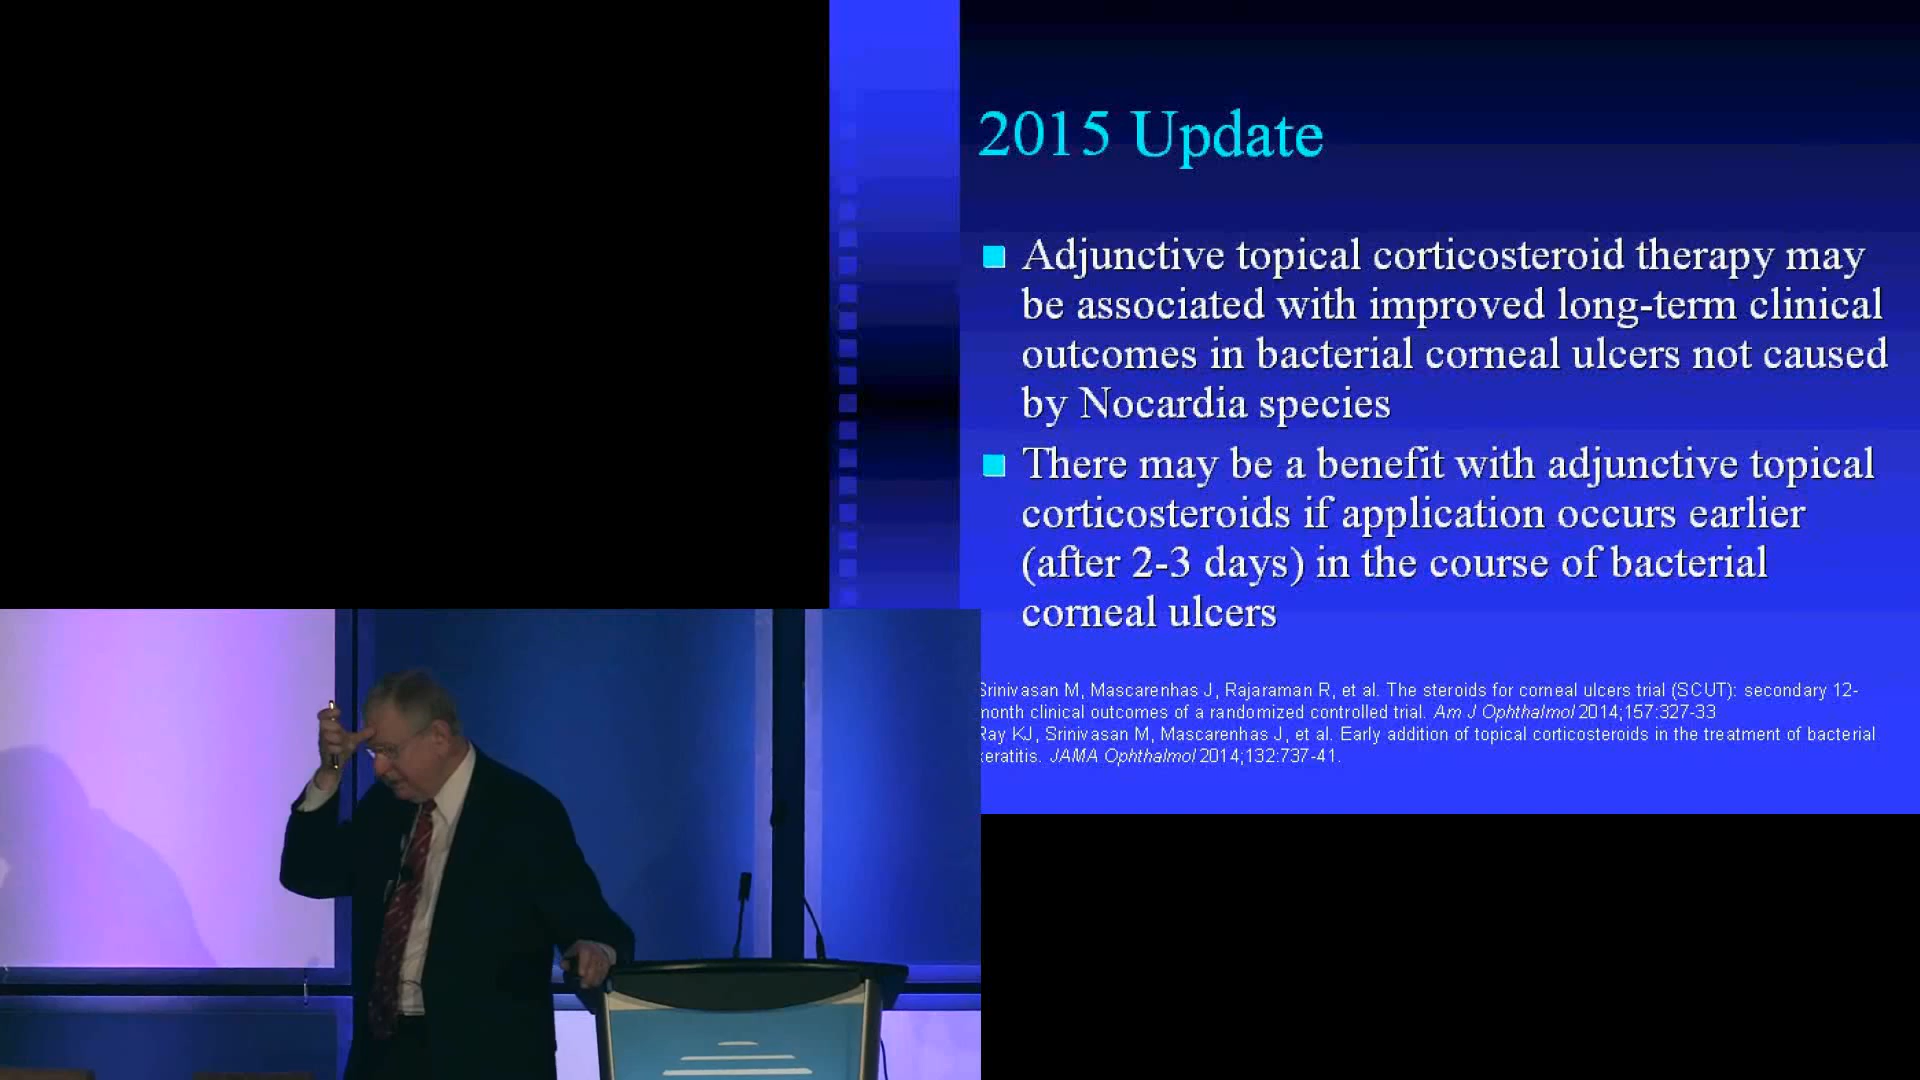 2015 Update
Adjunctive topical corticosteroid therapy may
be associated with improved long-term clinical
outcomes in bacterial corneal ulcers not caused
by Nocardia species
There may be a benefit with adjunctive topical
corticosteroids if application occurs earlier
(after 2-3 days) in the course of bacterial
corneal ulcers
Srinivasan M, Mascarenhas J, Rajaraman R, et al. The steroids for corneal ulcers trial (SCUT): secondary 12-
month clinical outcomes of a randomized controlled trial. Am J Ophthalmol 2014;157:327-33
Ray KJ, Srinivasan M, Mascarenhas J, et al. Early addition of topical corticosteroids in the treatment of bacterial
keratitis. JAMA Ophthalmol 2014;132:737-41.